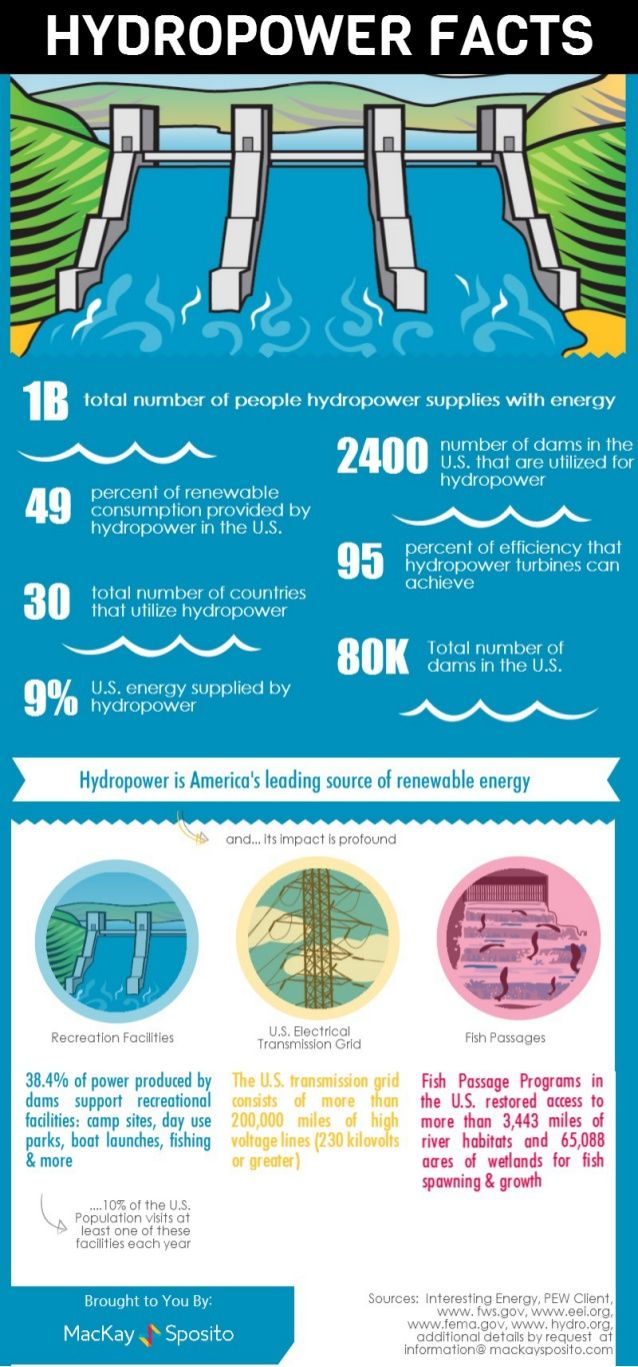 HYDROPOWER FACTS
1B total number of people hydropower supplies with energy
2400 number of dams in the
U.S. that are utilized for
hydropower
49 percent of renewable
consumption provided by
hydropower in the U.S.
95 percent of efficiency that
hydropower turbines can
achieve
30 total number of countries
that utilize hydropower
80K Total number of
dams in the U.S.
9% U.S. energy supplied by
hydropower
Hydropower is America's leading source of renewable energy
and... its impact is profound
Recreation Facilities
38.4% of power produced by
dams support recreational
facilities: camp sites, day use
parks, boat launches, fishing
& more
....10% of the U.S.
Population visits at
least one of these
facilities each year
U.S. Electrical
Transmission Grid
The U.S. transmission grid
consists of more than
200,000 miles of high
voltage lines (230 kilovolts
or greater)
Fish Passages
Fish Passage Programs in
the U.S. restored access to
more than 3,443 miles of
river habitats and 65,088
acres of wetlands for fish
spawning & growth
Brought to You By:
MacKay Sposito
Sources: Interesting Energy, PEW Client,
www. fws.gov, www.eei.org,
www.fema.gov, www. hydro.org,
additional details by request at
information@ mackaysposito.com